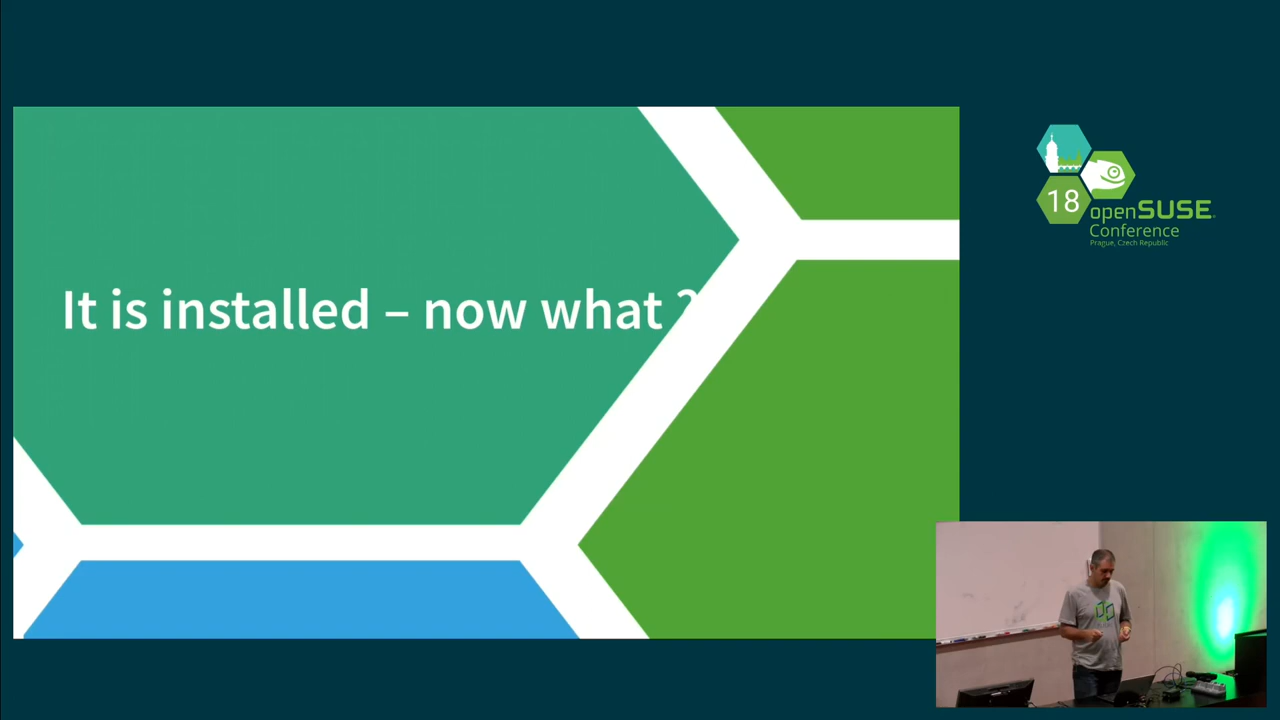 It is installed – now what ?
18
openSUSE
Conference
Prague, Czech Republic